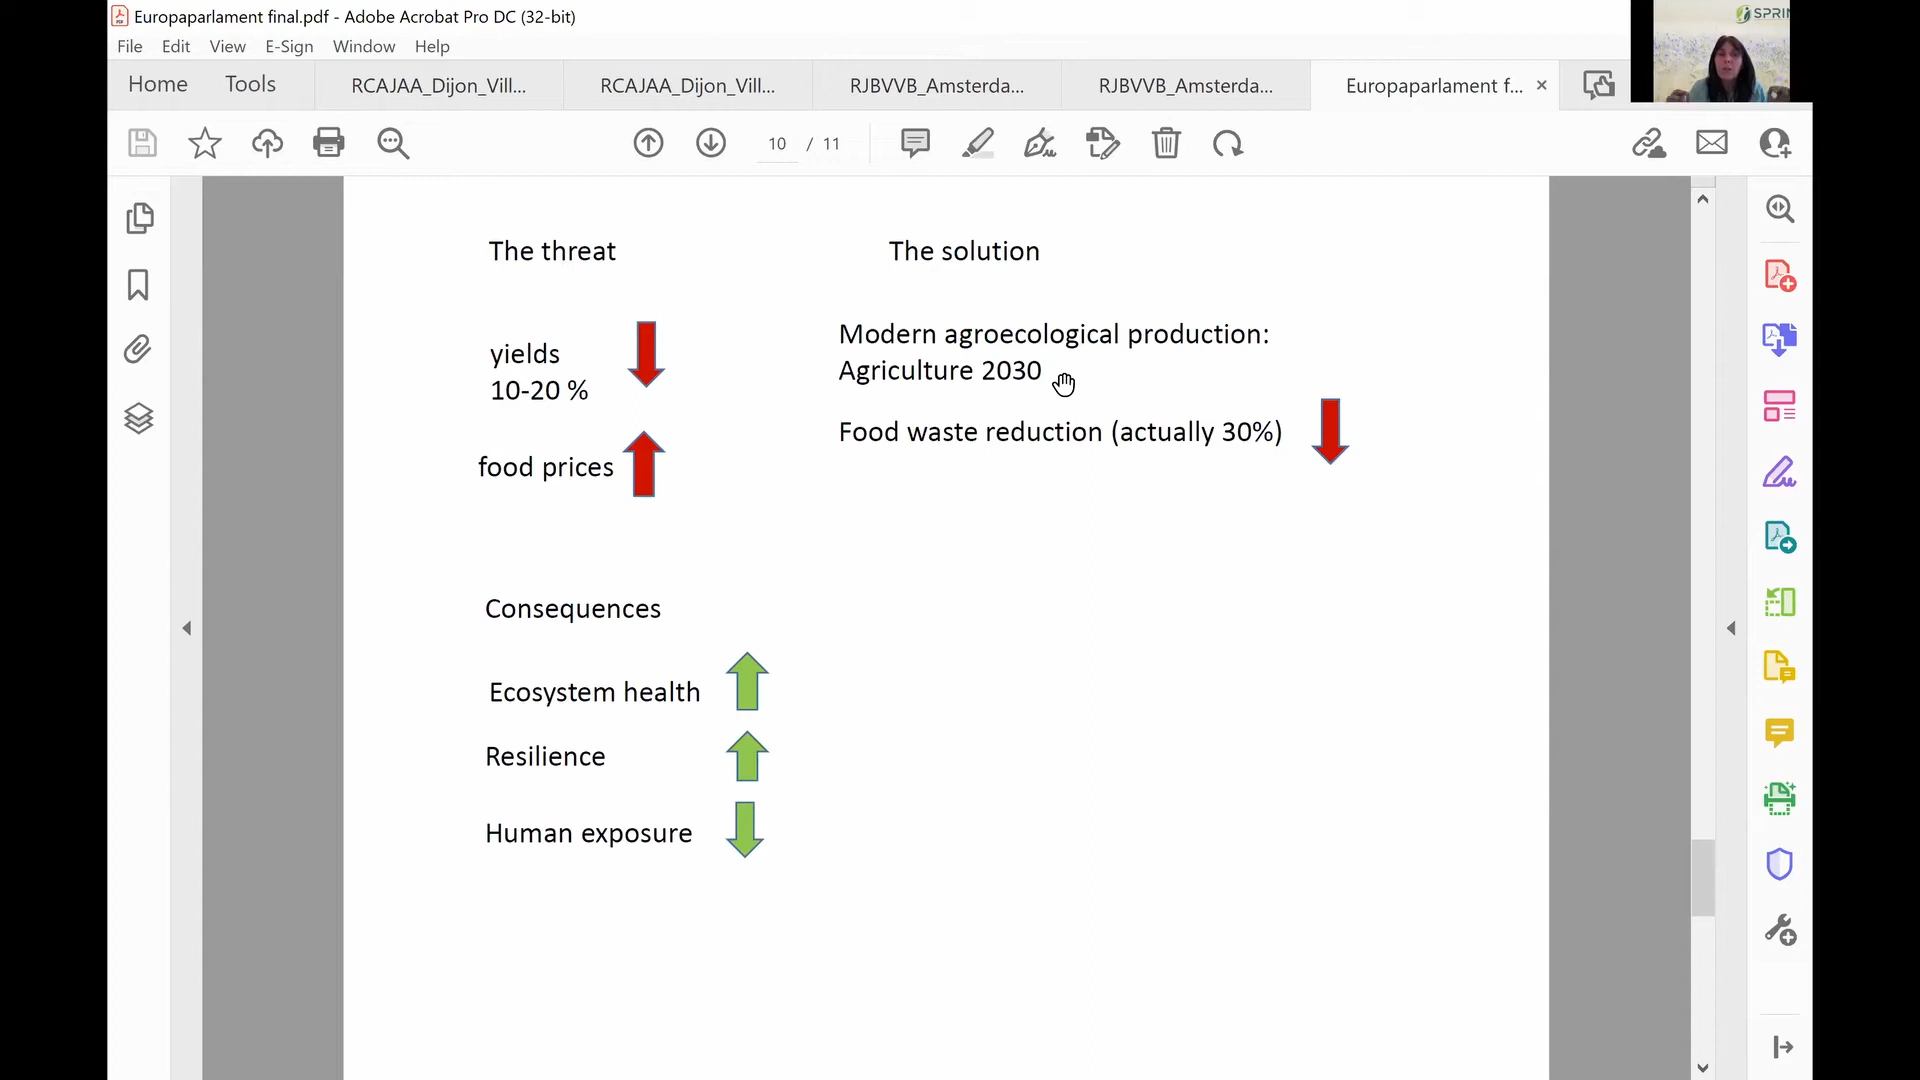 Europaparlament final.pdf - Adobe Acrobat Pro DC (32-bit)
File Edit View E-Sign Window Help
Home Tools RCAJAA_Dijon_Vill... RCAJAA_Dijon_Vill... RJBVVB_Amsterda... RJBVVB_Amsterda... Europaparlament f... ×
10 / 11
The threat
yields
10-20 %
food prices
The solution
Modern agroecological production:
Agriculture 2030
Food waste reduction (actually 30%)
Consequences
Ecosystem health
Resilience
Human exposure